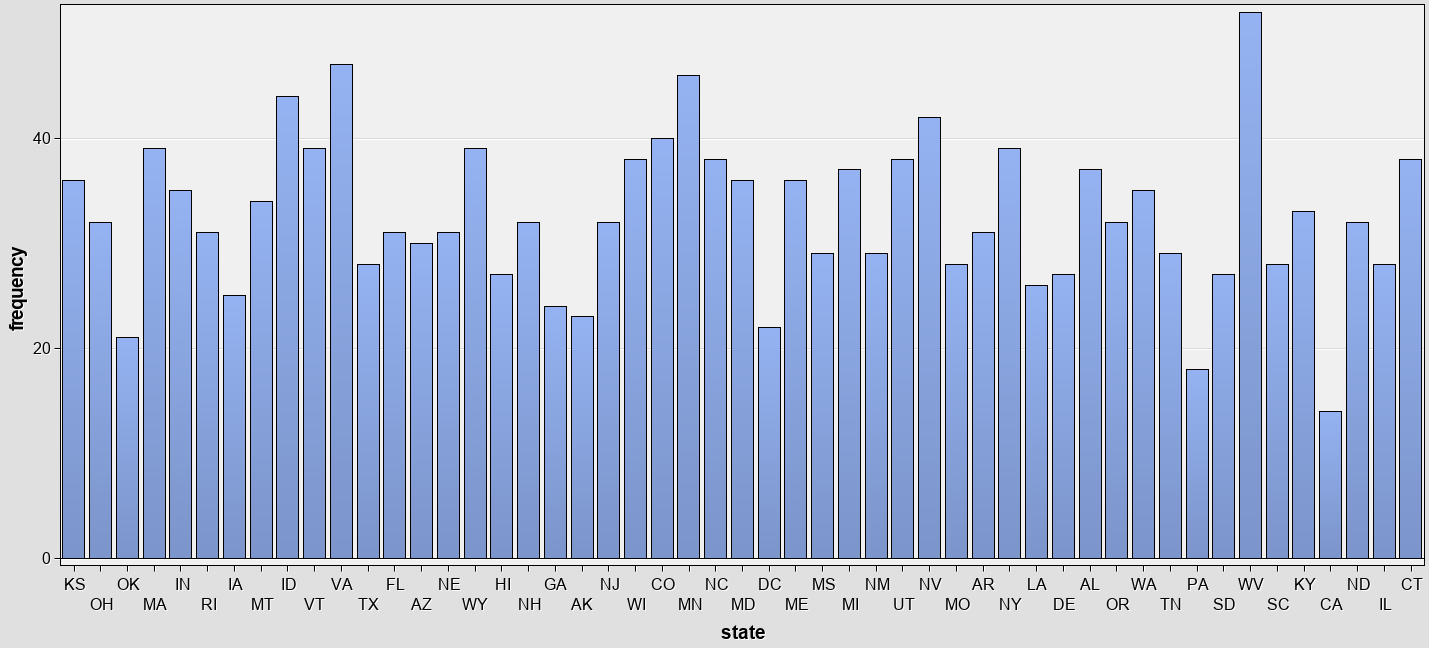 frequency
40
20
0
KS OK IN IA ID VA FL NE HI GA NJ CO NC DC MS NM NV AR LA AL WA PA WV KY ND CT
OH MA RI MT VT TX AZ WY NH AK WI MN MD ME MI UT MO NY DE OR TN SD SC CA IL
state